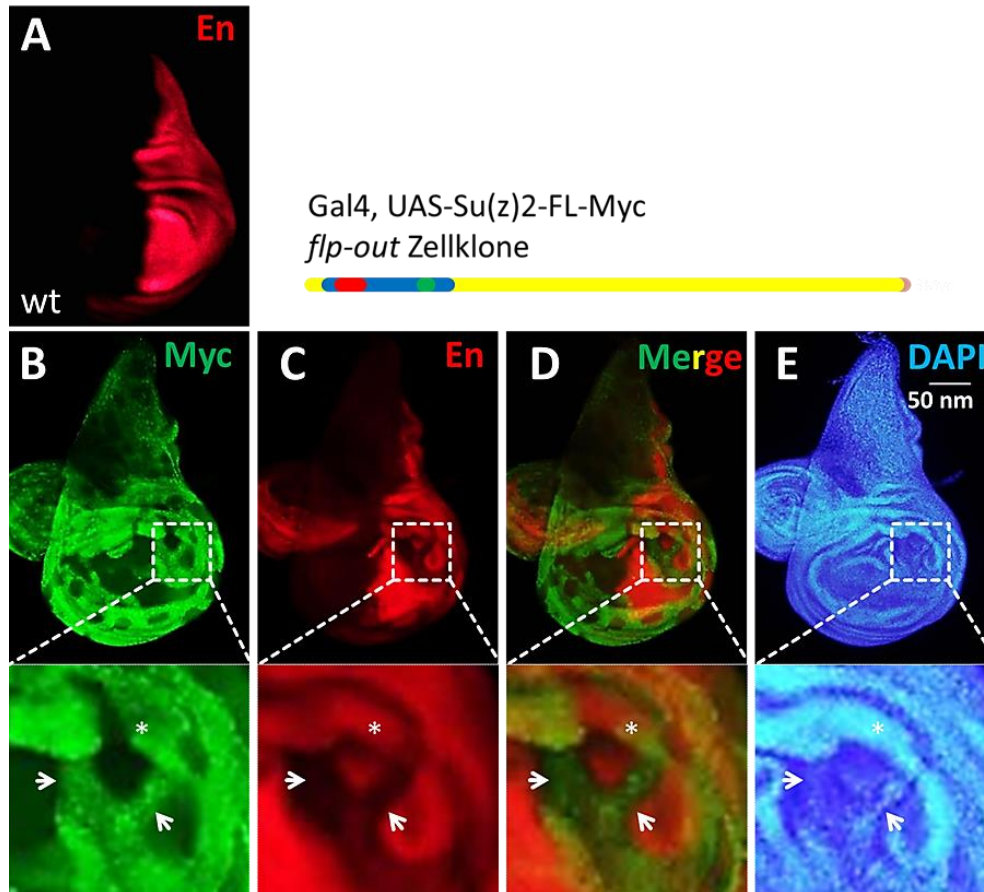 A
En
wt
Gal4, UAS-Su(z)2-FL-Myc
flp-out Zellklone
B
Myc
C
En
D
Merge
E
DAPI
50 nm
*
*
*
*